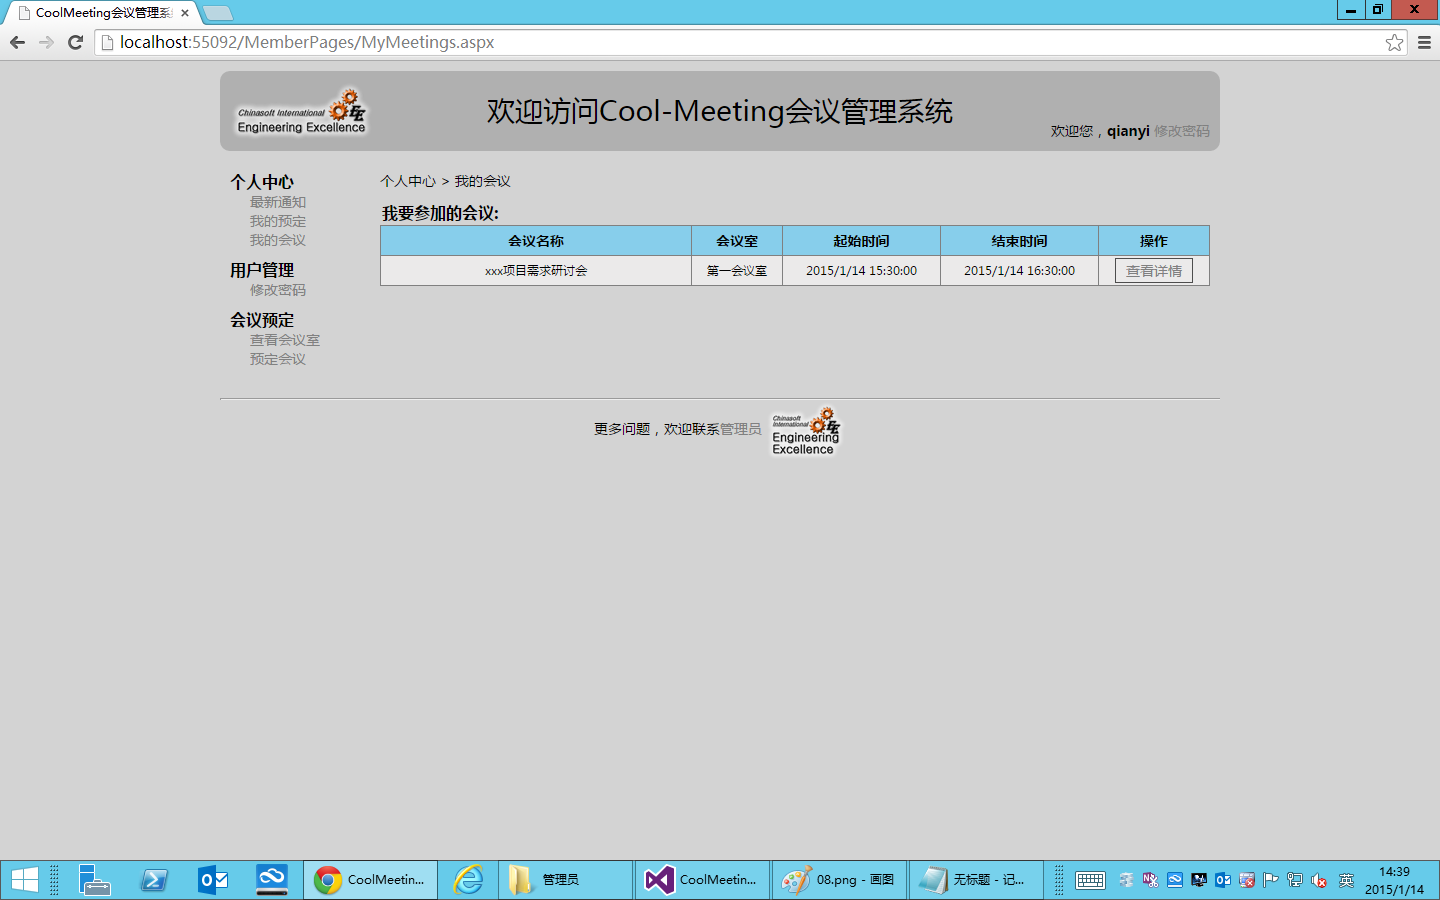 CoolMeeting会议管理系
localhost:55092/MemberPages/MyMeetings.aspx
Chinasoft International
Engineering Excellence
欢迎访问Cool-Meeting会议管理系统
欢迎您，qianyi 修改密码
个人中心
最新通知
我的预定
我的会议
用户管理
修改密码
会议预定
查看会议室
预定会议
个人中心 > 我的会议
我要参加的会议:
会议名称 会议室 起始时间 结束时间 操作
xxx项目需求研讨会 第一会议室 2015/1/14 15:30:00 2015/1/14 16:30:00 查看详情
更多问题，欢迎联系管理员
Chinasoft
International
Engineering
Excellence
CoolMeetin...
管理员
CoolMeetin...
08.png - 画图
无标题 - 记...
英
14:39
2015/1/14